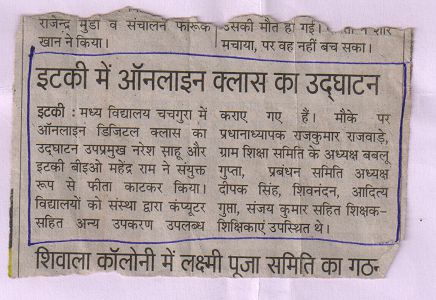 राजेन्द्र मुंडा व संचालन फारूक
खान ने किया।
उसकी मौत हो गई।
मचाया, पर वह नहीं बच सका।
इटकी में ऑनलाइन क्लास का उद्घाटन
इटकी : मध्य विद्यालय चचगुरा में
ऑनलाइन डिजिटल क्लास का
उद्घाटन उपप्रमुख नरेश साहू और
इटकी बीइओ महेंद्र राम ने संयुक्त
रूप से फीता काटकर किया।
विद्यालयों को संस्था द्वारा कंप्यूटर
सहित अन्य उपकरण उपलब्ध
कराए गए हैं। मौके पर
प्रधानाध्यापक राजकुमार राजवाड़े,
ग्राम शिक्षा समिति के अध्यक्ष बबलू
गुप्ता, प्रबंधन समिति अध्यक्ष
दीपक सिंह, शिवनंदन, आदित्य
गुप्ता, संजय कुमार सहित शिक्षक-
शिक्षिकाएं उपस्थित थे।
शिवाला कॉलोनी में लक्ष्मी पूजा समिति का गठन